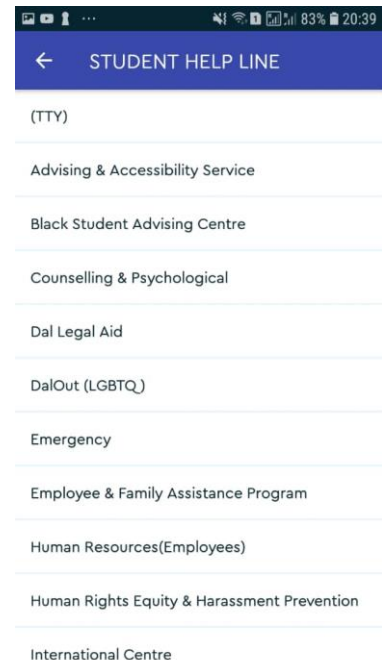 83% 20:39
STUDENT HELP LINE
(TTY)
Advising & Accessibility Service
Black Student Advising Centre
Counselling & Psychological
Dal Legal Aid
DalOut (LGBTQ)
Emergency
Employee & Family Assistance Program
Human Resources(Employees)
Human Rights Equity & Harassment Prevention
International Centre